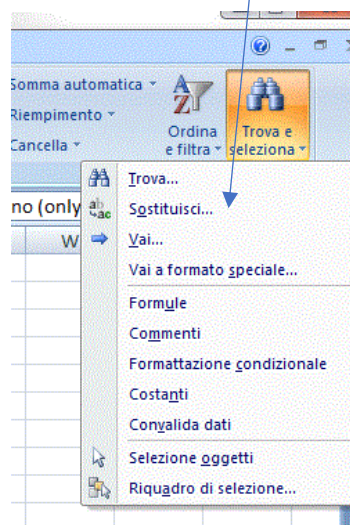 Somma automatica
Riempimento
Cancella
Ordina
e filtra
Trova e
seleziona
no (only
W
Trova...
Sostituisci...
Vai...
Vai a formato speciale...
Formule
Commenti
Formattazione condizionale
Costanti
Convalida dati
Selezione oggetti
Riquadro di selezione...